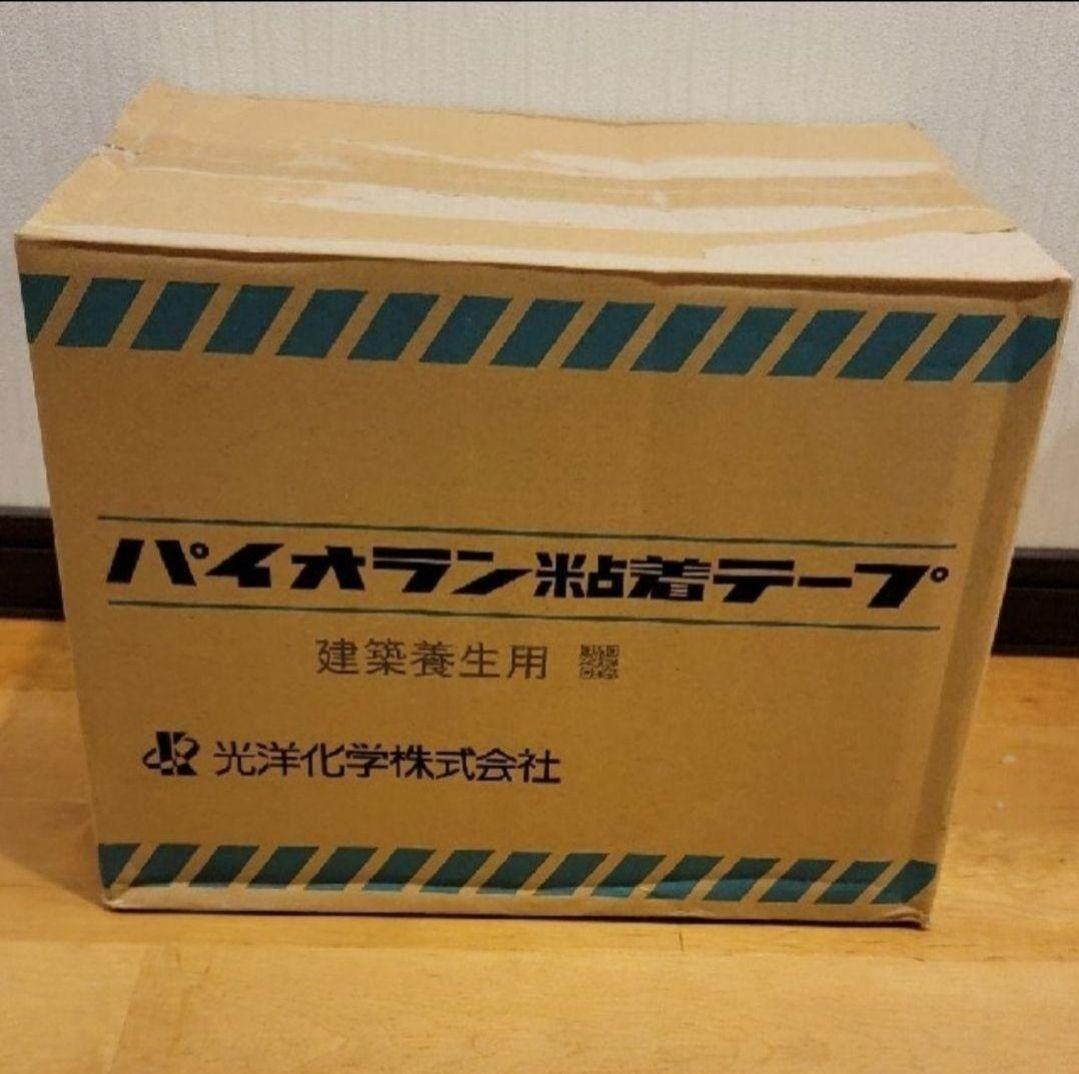 パイオラン粘着テープ
建築養生用
光洋化学株式会社